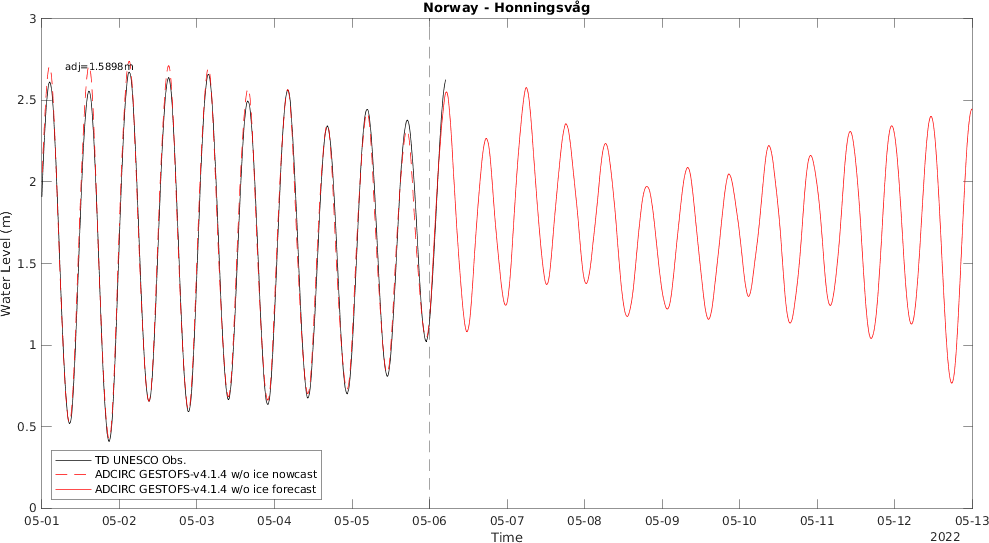 Norway - Honningsvåg
adj=1.5898m
3
2.5
2
1.5
1
0.5
0
Water Level (m)
TD UNESCO Obs.
ADCIRC GESTOFS-v4.1.4 w/o ice nowcast
ADCIRC GESTOFS-v4.1.4 w/o ice forecast
05-01 05-02 05-03 05-04 05-05 05-06 05-07 05-08 05-09 05-10 05-11 05-12 05-13
Time
2022